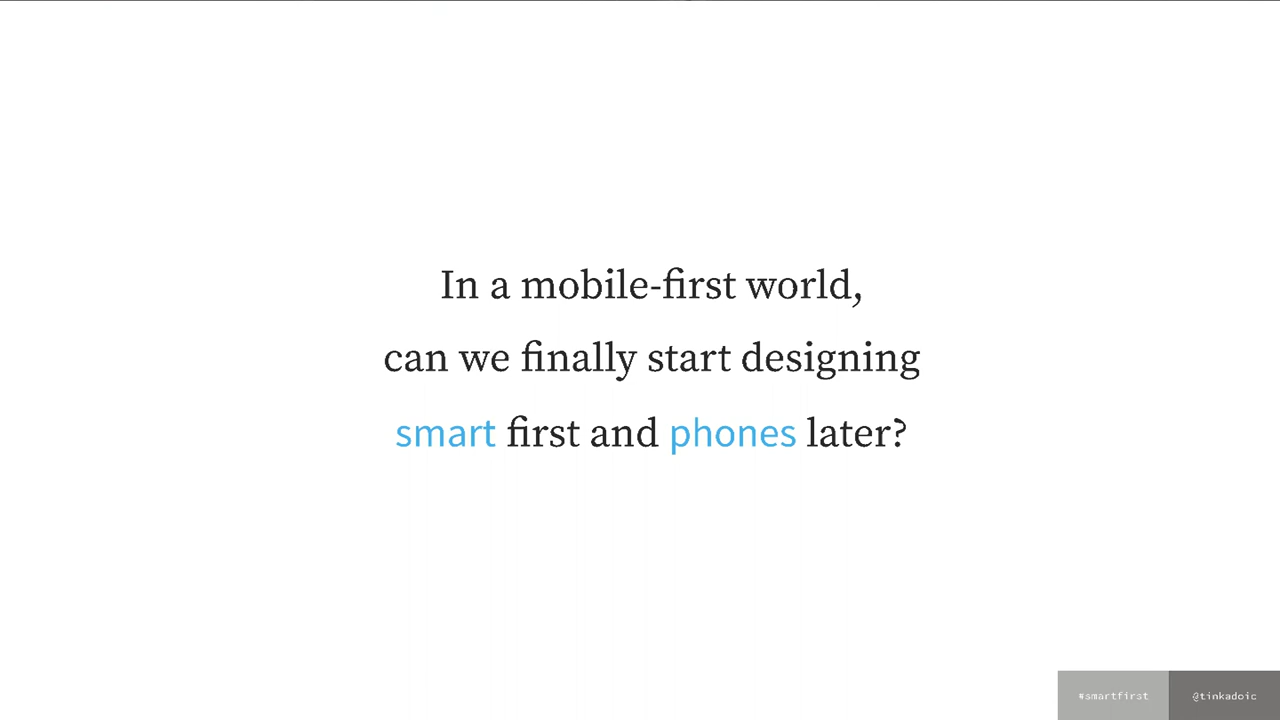 In a mobile-first world,
can we finally start designing
smart first and phones later?
#smartfirst
@tinkadoic